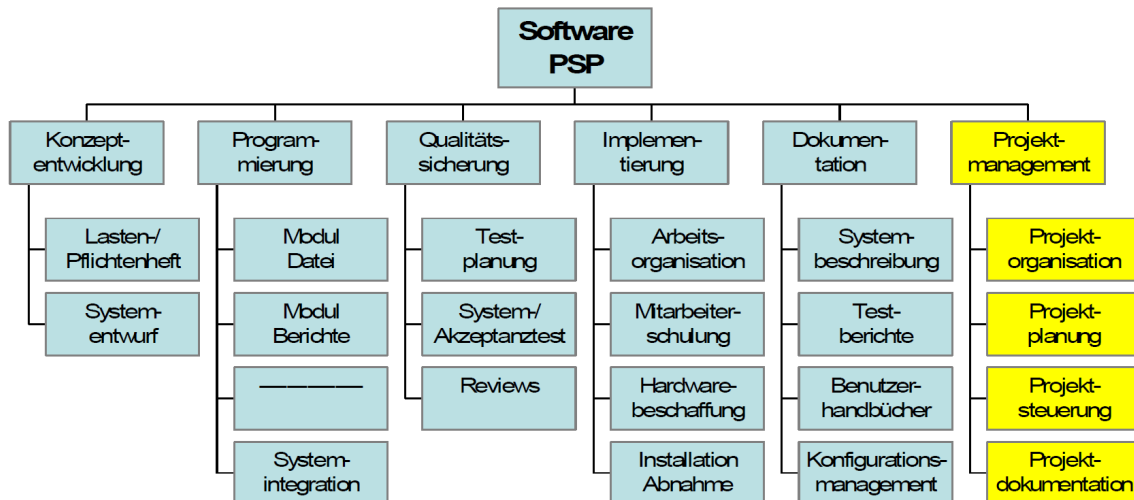 Software
PSP
Konzept-
entwicklung
Program-
mierung
Qualitäts-
sicherung
Implemen-
tierung
Dokumen-
tation
Projekt-
management
Lasten-/
Pflichtenheft
System-
entwurf
Modul
Datei
Modul
Berichte
—————
System-
integration
Test-
planung
System-/
Akzeptanztest
Reviews
Arbeits-
organisation
Mitarbeiter-
schulung
Hardware-
beschaffung
Installation
Abnahme
System-
beschreibung
Test-
berichte
Benutzer-
handbücher
Konfigurations-
management
Projekt-
organisation
Projekt-
planung
Projekt-
steuerung
Projekt-
dokumentation